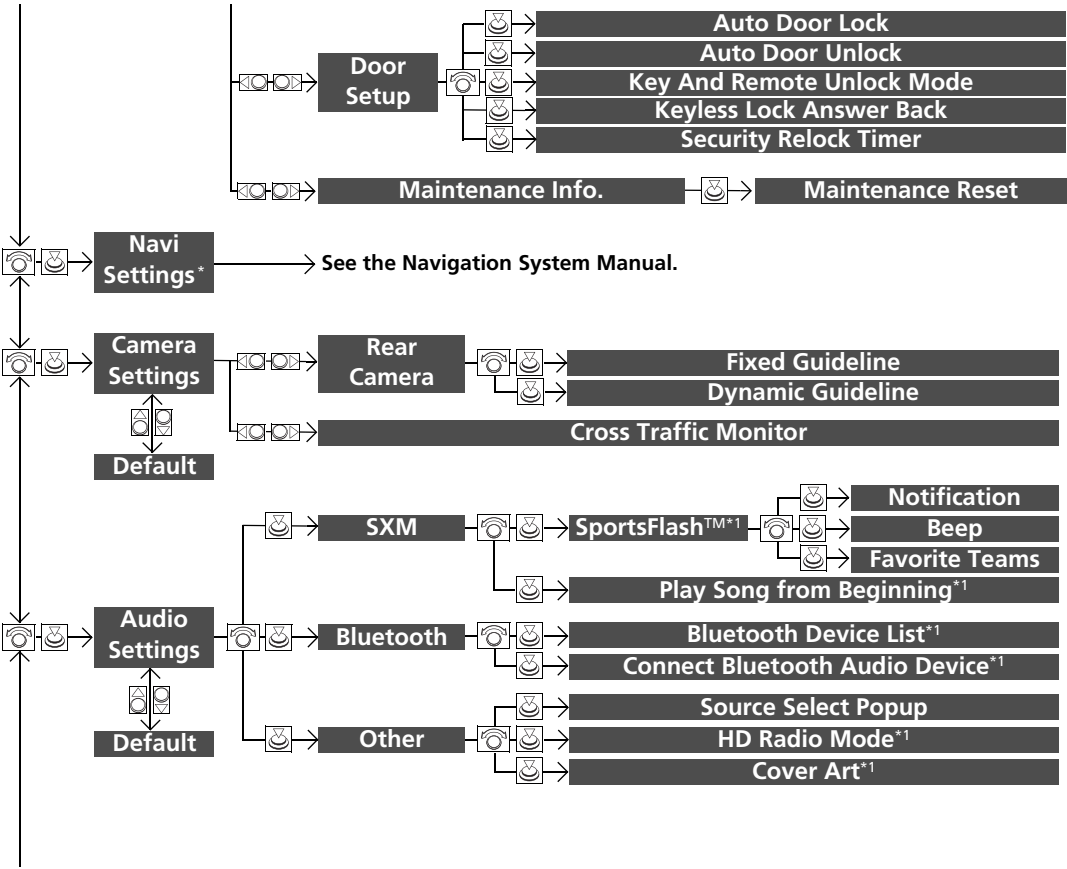 Auto Door Lock
Auto Door Unlock
Door
Setup
Key And Remote Unlock Mode
Keyless Lock Answer Back
Security Relock Timer
Maintenance Info.
Maintenance Reset
Navi
Settings*
See the Navigation System Manual.
Camera
Settings
Rear
Camera
Fixed Guideline
Dynamic Guideline
Cross Traffic Monitor
Default
SXM
SportsFlash™*1
Notification
Beep
Favorite Teams
Play Song from Beginning*1
Audio
Settings
Bluetooth
Bluetooth Device List*1
Connect Bluetooth Audio Device*1
Default
Other
Source Select Popup
HD Radio Mode*1
Cover Art*1